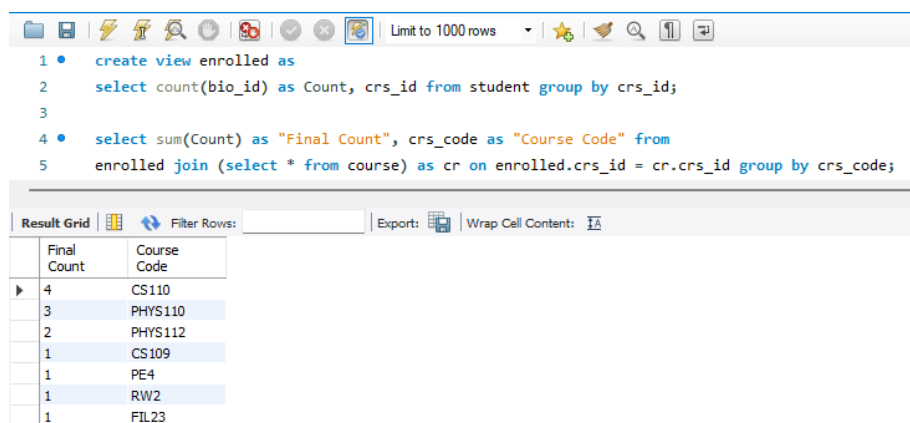 Limit to 1000 rows
1 create view enrolled as
2 select count(bio_id) as Count, crs_id from student group by crs_id;
3
4 select sum(Count) as "Final Count", crs_code as "Course Code" from
5 enrolled join (select * from course) as cr on enrolled.crs_id = cr.crs_id group by crs_code;
Result Grid Filter Rows: Export: Wrap Cell Content: IA
Final Course
Count Code
4 CS110
3 PHYS110
2 PHYS112
1 CS109
1 PE4
1 RW2
1 FIL23